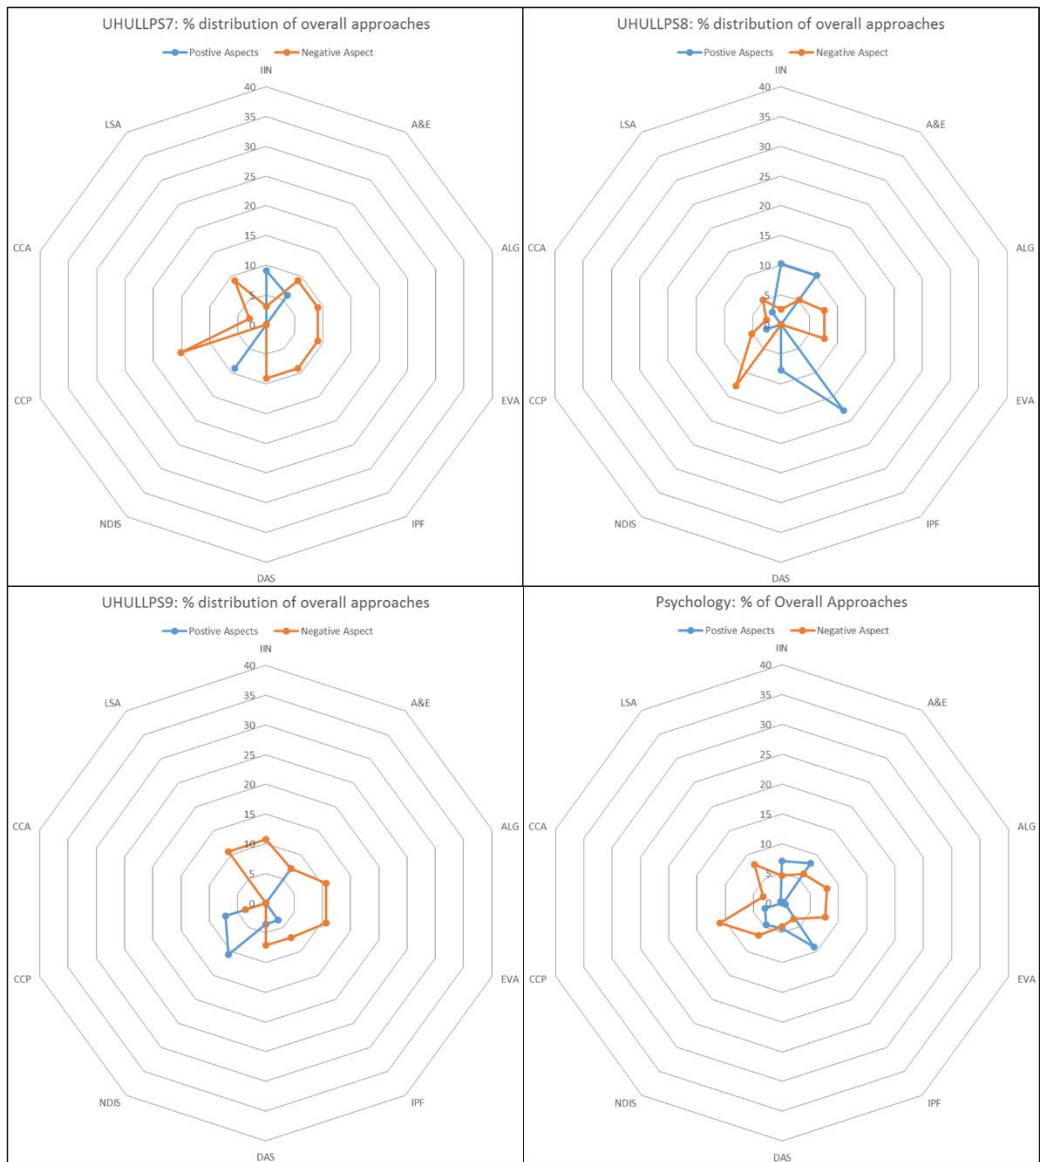 UHULLPS7: % distribution of overall approaches
Postive Aspects Negative Aspect
IIN
40
LSA A&E
35
30
25
20
15
CCA ALG
10
5
0
CCP EVA
NDIS IPF
DAS
UHULLPS8: % distribution of overall approaches
Postive Aspects Negative Aspect
IIN
40
LSA A&E
35
30
25
20
15
CCA ALG
10
5
0
CCP EVA
NDIS IPF
DAS
UHULLPS9: % distribution of overall approaches
Postive Aspects Negative Aspect
IIN
40
LSA A&E
35
30
25
20
15
CCA ALG
10
5
0
CCP EVA
NDIS IPF
DAS
Psychology: % of Overall Approaches
Postive Aspects Negative Aspect
IIN
40
LSA A&E
35
30
25
20
15
CCA ALG
10
5
0
CCP EVA
NDIS IPF
DAS